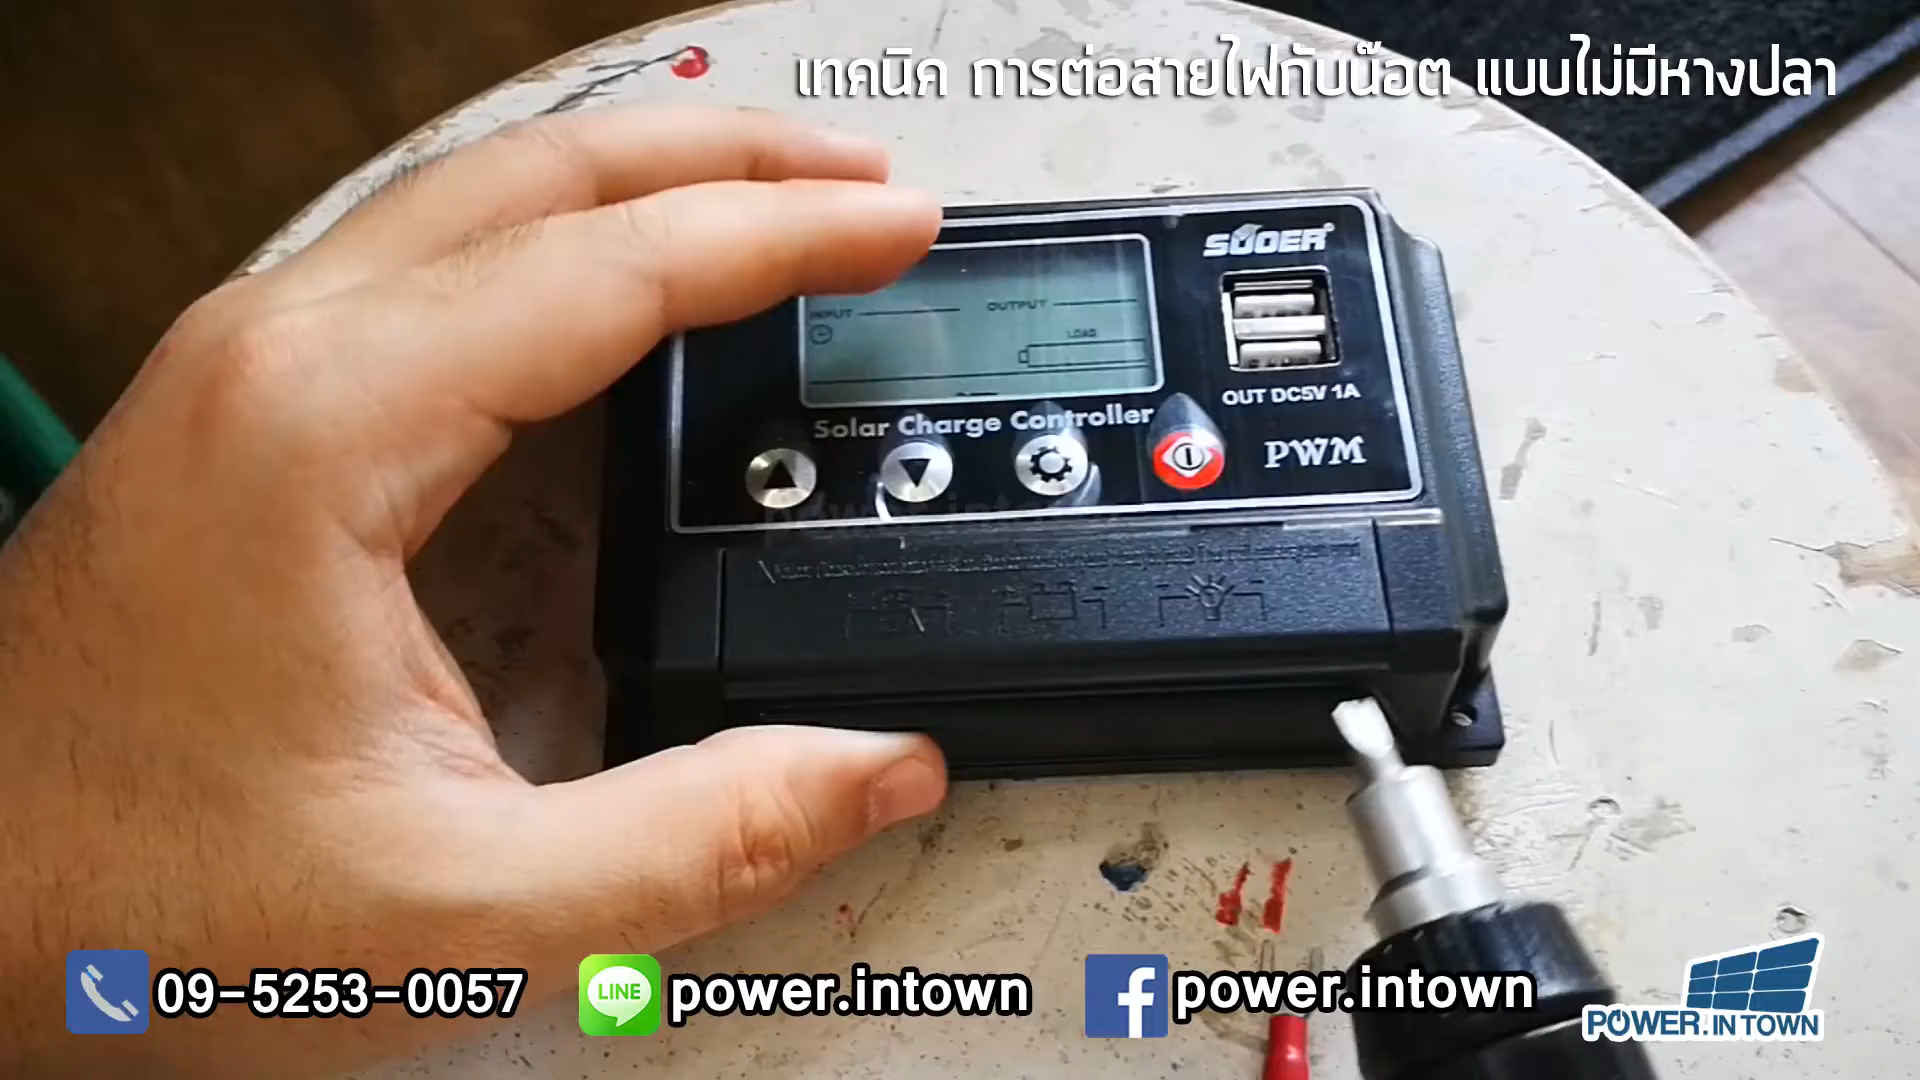 เทคนิค การต่อสายไฟกับน๊อต แบบไม่มีหางปลา
SUOER
INPUT
OUTPUT
LOAD
OUT DC5V 1A
Solar Charge Controller
PWM
09-5253-0057
LINE
power.intown
power.intown
POWER.IN TOWN